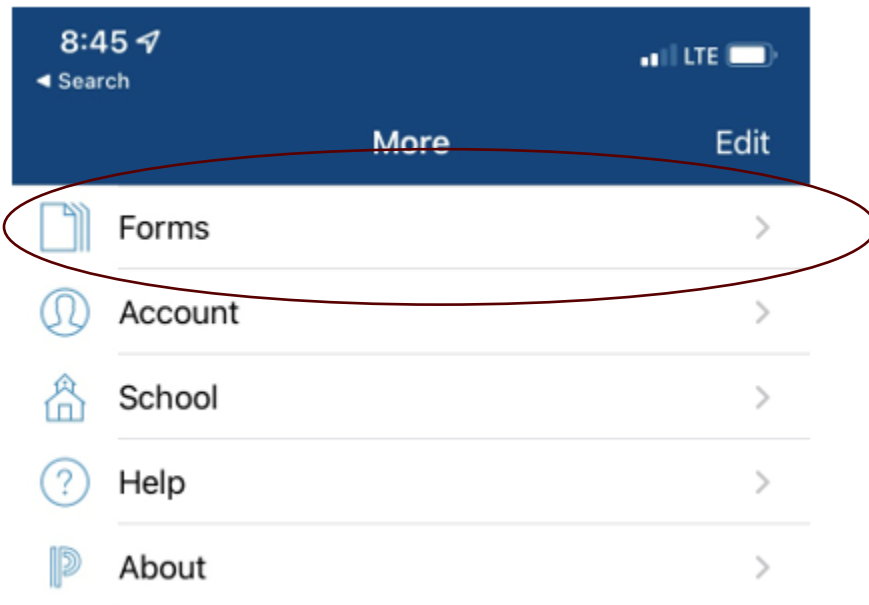 8:45
LTE
◀ Search
More
Edit
Forms
Account
School
Help
About